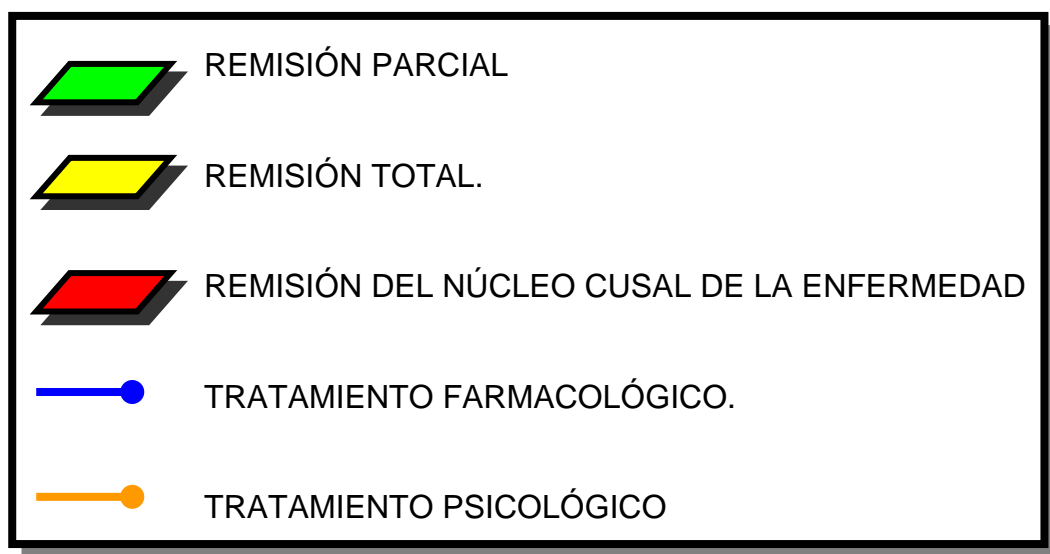 REMISIÓN PARCIAL
REMISIÓN TOTAL.
REMISIÓN DEL NÚCLEO CUSAL DE LA ENFERMEDAD
TRATAMIENTO FARMACOLÓGICO.
TRATAMIENTO PSICOLÓGICO